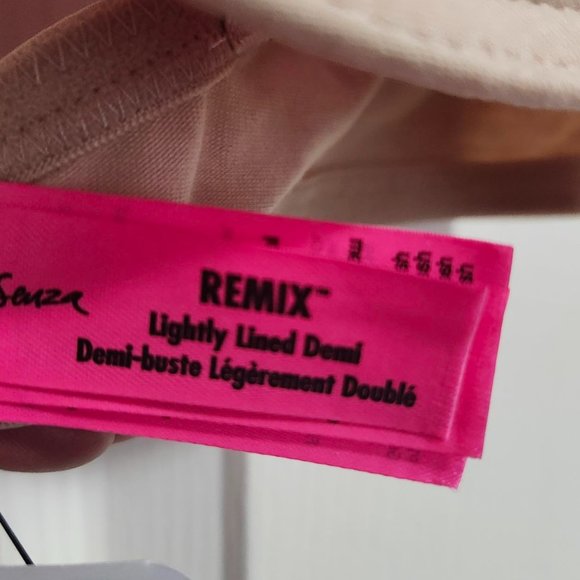 Senza
REMIX™
Lightly Lined Demi
Demi-buste Légèrement Doublé